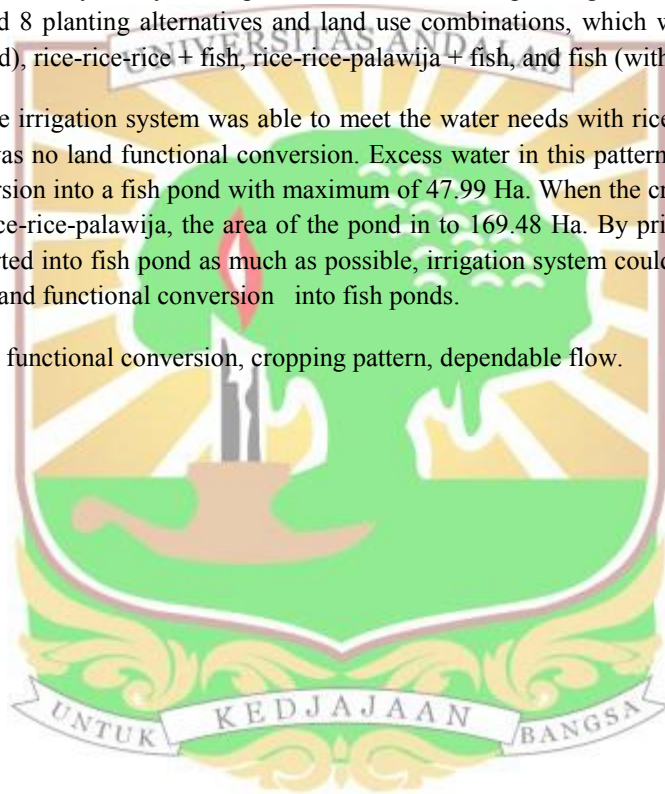 d 8 planting alternatives and land use combinations, which w
d), rice-rice-rice + fish, rice-rice-palawija + fish, and fish (with
UNIVERSITAS ANDALAS
e irrigation system was able to meet the water needs with rice
was no land functional conversion. Excess water in this pattern
rsion into a fish pond with maximum of 47.99 Ha. When the cr
ice-rice-palawija, the area of the pond in to 169.48 Ha. By pri
rted into fish pond as much as possible, irrigation system could
and functional conversion into fish ponds.
functional conversion, cropping pattern, dependable flow.
UNTUK KEDJAJAAN BANGSA